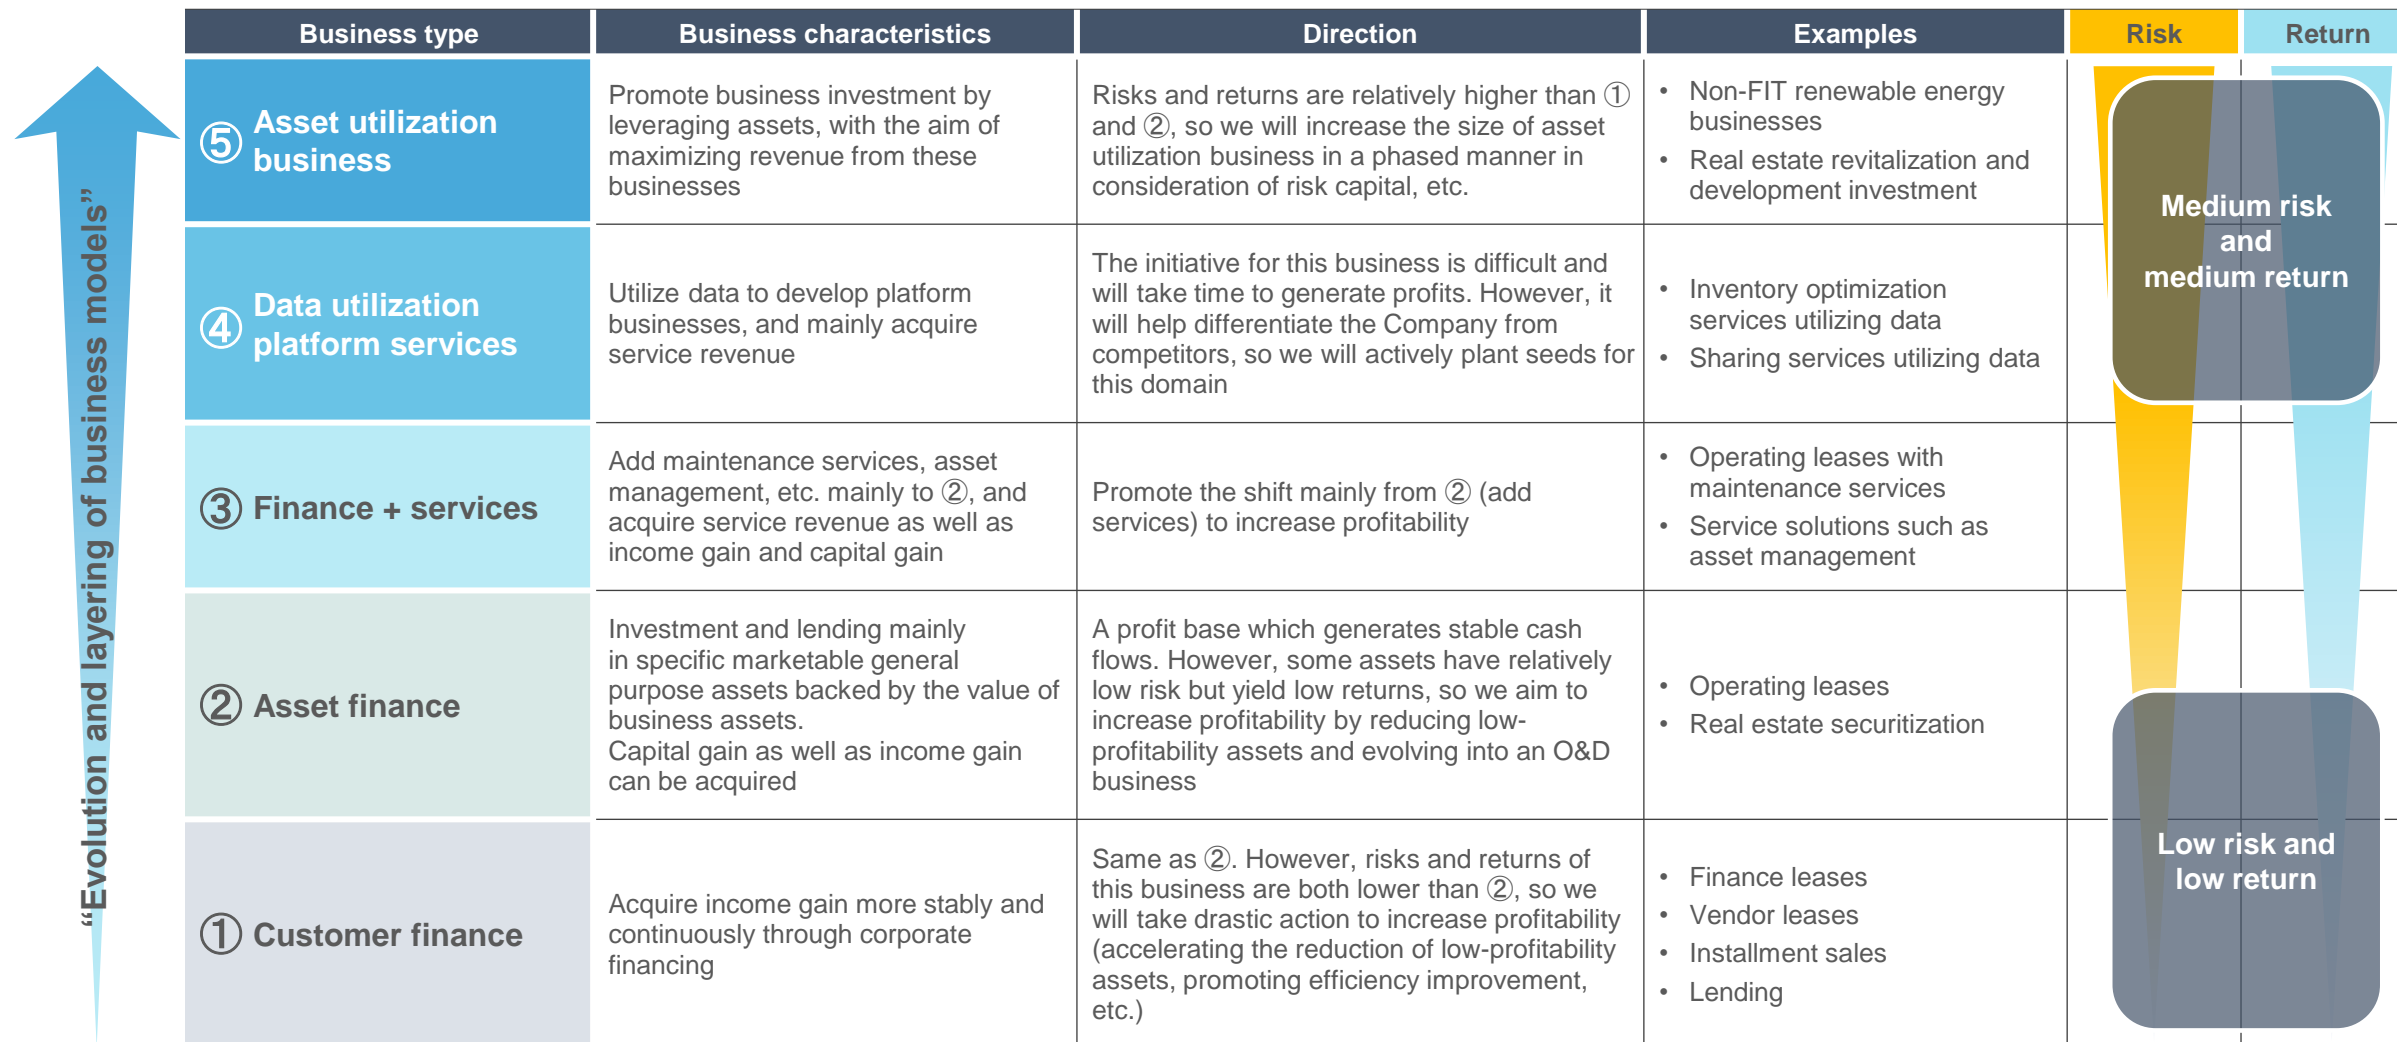 Business type
Business characteristics
Direction
Examples
Risk
Return
“Evolution and layering of business models”
⑤ Asset utilization
business
Promote business investment by
leveraging assets, with the aim of
maximizing revenue from these
businesses
Risks and returns are relatively higher than ①
and ②, so we will increase the size of asset
utilization business in a phased manner in
consideration of risk capital, etc.
• Non-FIT renewable energy
businesses
• Real estate revitalization and
development investment
Medium risk
and
medium return
④ Data utilization
platform services
Utilize data to develop platform
businesses, and mainly acquire
service revenue
The initiative for this business is difficult and
will take time to generate profits. However, it
will help differentiate the Company from
competitors, so we will actively plant seeds for
this domain
• Inventory optimization
services utilizing data
• Sharing services utilizing data
③ Finance + services
Add maintenance services, asset
management, etc. mainly to ②, and
acquire service revenue as well as
income gain and capital gain
Promote the shift mainly from ② (add
services) to increase profitability
• Operating leases with
maintenance services
• Service solutions such as
asset management
② Asset finance
Investment and lending mainly
in specific marketable general
purpose assets backed by the value of
business assets.
Capital gain as well as income gain
can be acquired
A profit base which generates stable cash
flows. However, some assets have relatively
low risk but yield low returns, so we aim to
increase profitability by reducing low-
profitability assets and evolving into an O&D
business
• Operating leases
• Real estate securitization
① Customer finance
Acquire income gain more stably and
continuously through corporate
financing
Same as ②. However, risks and returns of
this business are both lower than ②, so we
will take drastic action to increase profitability
(accelerating the reduction of low-profitability
assets, promoting efficiency improvement,
etc.)
• Finance leases
• Vendor leases
• Installment sales
• Lending
Low risk and
low return